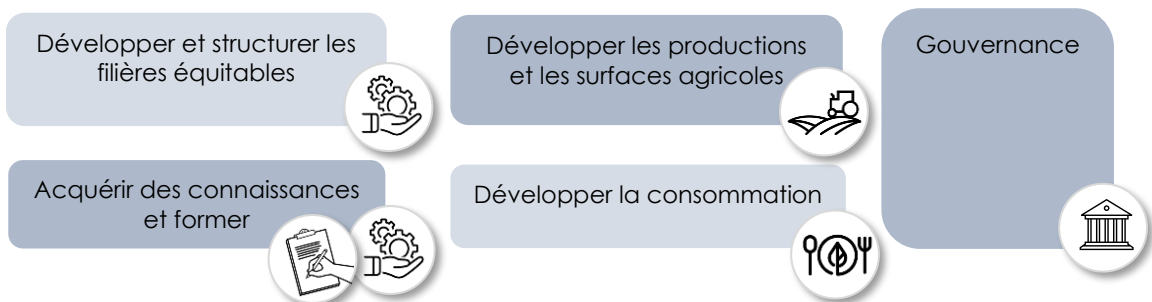 Développer et structurer les
filières équitables
Développer les productions
et les surfaces agricoles
Gouvernance
Acquérir des connaissances
et former
Développer la consommation